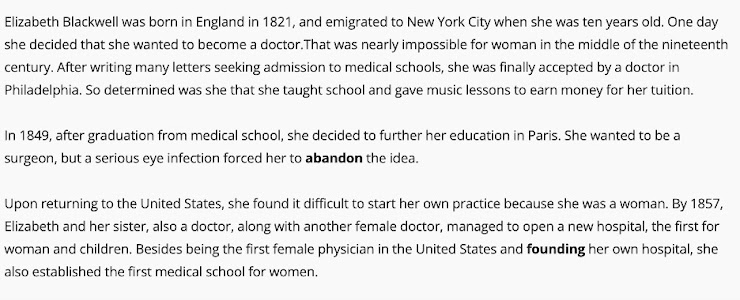 Elizabeth Blackwell was born in England in 1821, and emigrated to New York City when she was ten years old. One day
she decided that she wanted to become a doctor.That was nearly impossible for woman in the middle of the nineteenth
century. After writing many letters seeking admission to medical schools, she was finally accepted by a doctor in
Philadelphia. So determined was she that she taught school and gave music lessons to earn money for her tuition.
In 1849, after graduation from medical school, she decided to further her education in Paris. She wanted to be a
surgeon, but a serious eye infection forced her to abandon the idea.
Upon returning to the United States, she found it difficult to start her own practice because she was a woman. By 1857,
Elizabeth and her sister, also a doctor, along with another female doctor, managed to open a new hospital, the first for
woman and children. Besides being the first female physician in the United States and founding her own hospital, she
also established the first medical school for women.